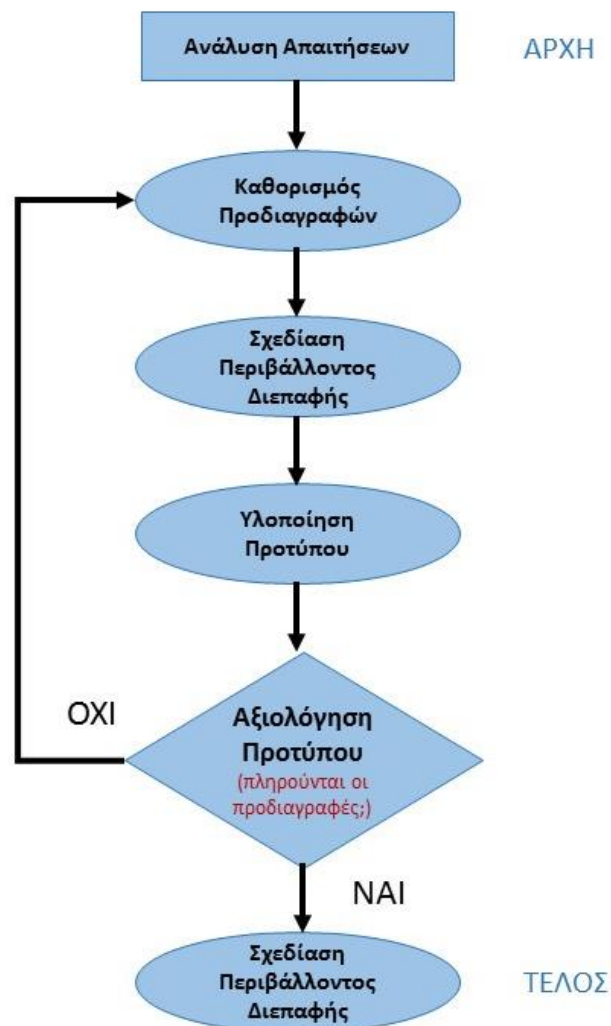 Ανάλυση Απαιτήσεων
ΑΡΧΗ
Καθορισμός
Προδιαγραφών
Σχεδίαση
Περιβάλλοντος
Διεπαφής
Υλοποίηση
Προτύπου
ΟΧΙ
Αξιολόγηση
Προτύπου
(πληρούνται οι
προδιαγραφές;)
ΝΑΙ
Σχεδίαση
Περιβάλλοντος
Διεπαφής
ΤΕΛΟΣ